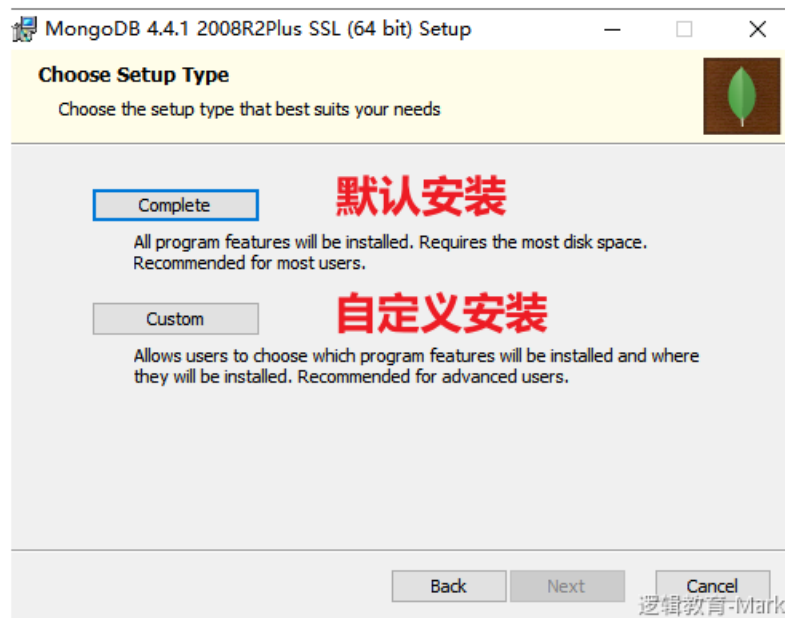 MongoDB 4.4.1 2008R2Plus SSL (64 bit) Setup
Choose Setup Type
Choose the setup type that best suits your needs
Complete
默认安装
All program features will be installed. Requires the most disk space.
Recommended for most users.
Custom
自定义安装
Allows users to choose which program features will be installed and where
they will be installed. Recommended for advanced users.
Back
Next
Cancel
逻辑教育-Mark